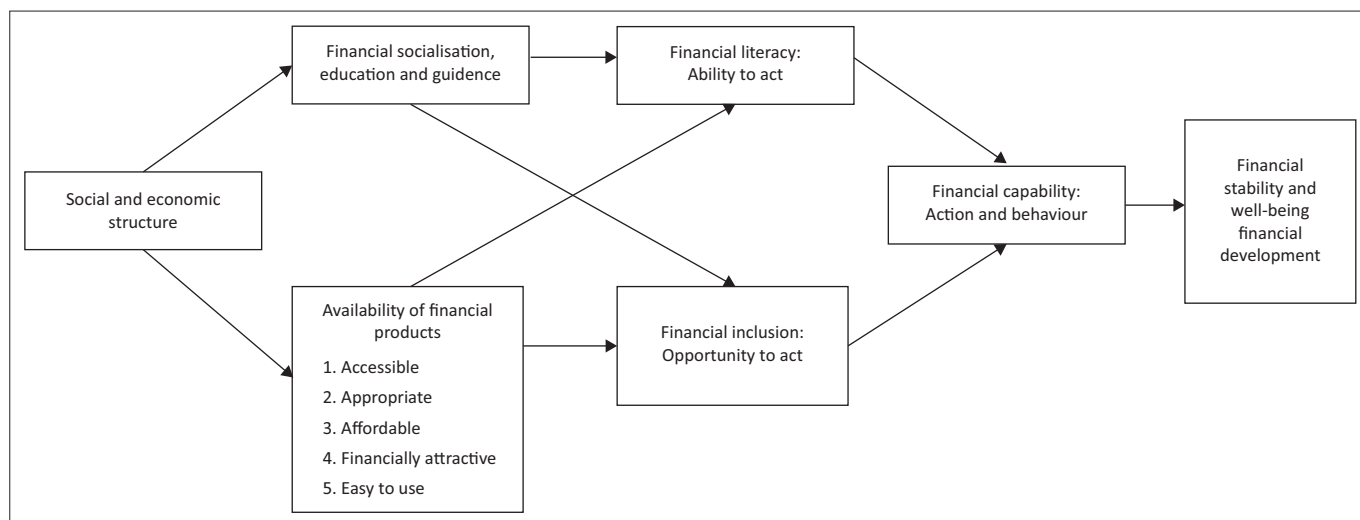 Financial socialisation,
education and guidance
Financial literacy:
Ability to act
Social and economic
structure
Financial capability:
Action and behaviour
Financial
stability and
well-being
financial
development
Availability of financial
products
1. Accessible
2. Appropriate
3. Affordable
4. Financially attractive
5. Easy to use
Financial inclusion:
Opportunity to act